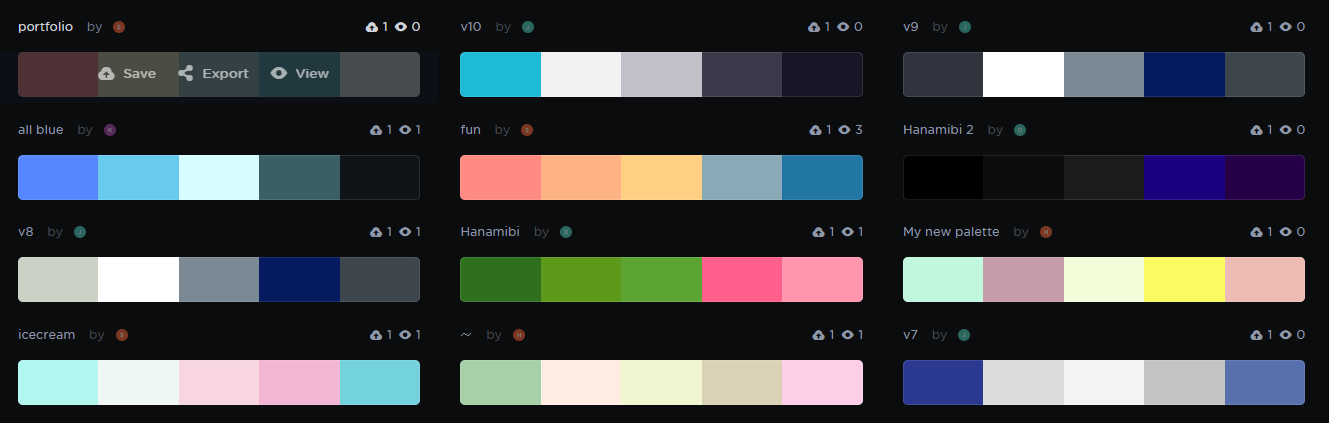 portfolio by S 1 0
v10 by J 1 0
v9 by J 1 0
Save Export View
all blue by K 1 1
fun by S 1 3
Hanamibi 2 by D 1 0
v8 by J 1 1
Hanamibi by D 1 1
My new palette by H 1 0
icecream by S 1 1
~ by H 1 1
v7 by J 1 0